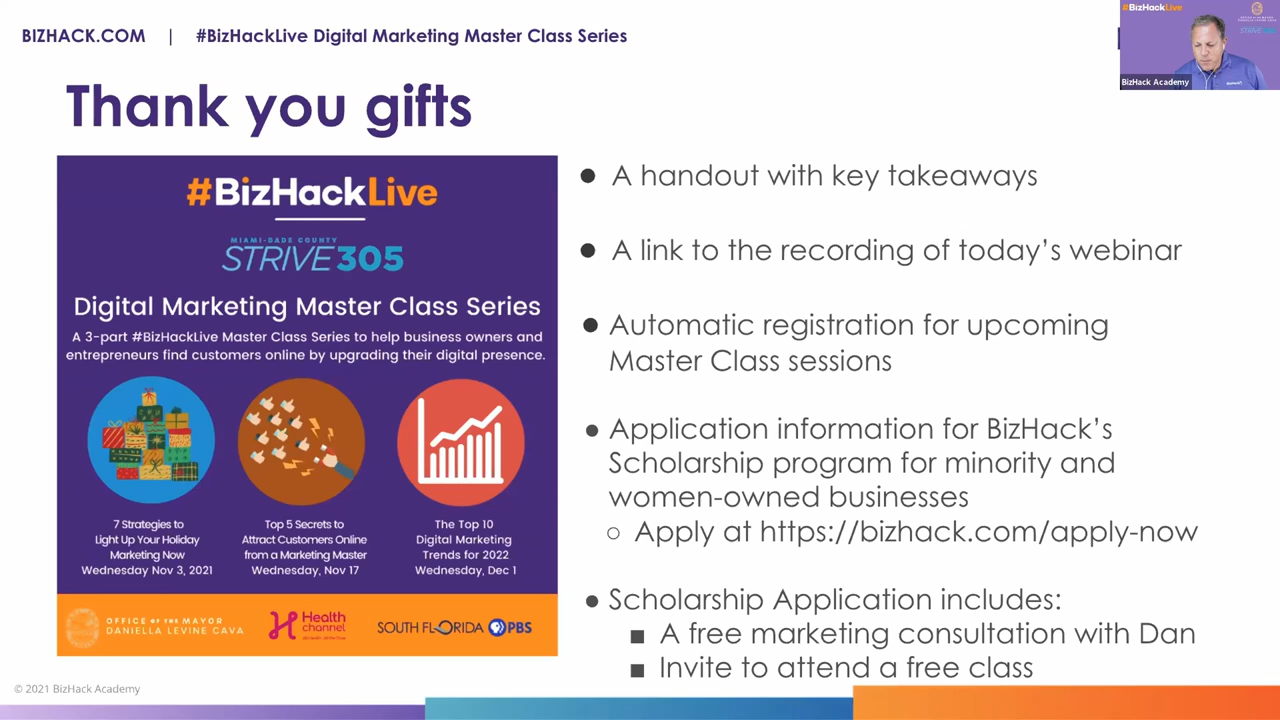 BIZHACK.COM | #BizHackLive Digital Marketing Master Class Series
#BizHackLive
BizHack Academy
Thank you gifts
#BizHackLive
MIAMI-DADE COUNTY
STRIVE305
Digital Marketing Master Class Series
A 3-part #BizHackLive Master Class Series to help business owners and
entrepreneurs find customers online by upgrading their digital presence.
7 Strategies to
Light Up Your Holiday
Marketing Now
Wednesday Nov 3, 2021
Top 5 Secrets to
Attract Customers Online
from a Marketing Master
Wednesday, Nov 17
The Top 10
Digital Marketing
Trends for 2022
Wednesday, Dec 1
OFFICE OF THE MAYOR
DANIELLA LEVINE CAVA
Health
channel
SOUTH FLORIDA PBS
● A handout with key takeaways
● A link to the recording of today’s webinar
● Automatic registration for upcoming
Master Class sessions
● Application information for BizHack’s
Scholarship program for minority and
women-owned businesses
○ Apply at https://bizhack.com/apply-now
● Scholarship Application includes:
■ A free marketing consultation with Dan
■ Invite to attend a free class
© 2021 BizHack Academy